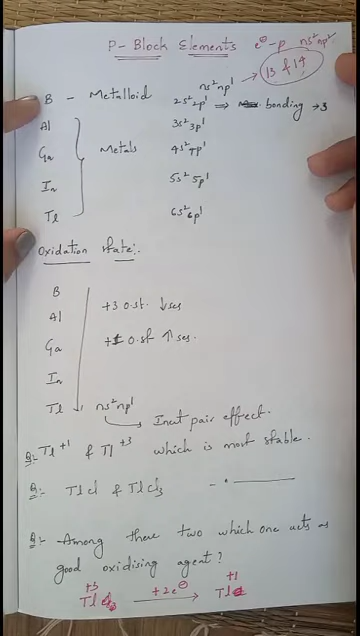 P - Block Elements e⊖-p ns²np²
13 & 14
ns²np¹
B - Metalloid 2s²2p¹ ⇒ bonding → 3
Al 3s²3p¹
Ga Metals 4s²4p¹
In 5s²5p¹
Tl 6s²6p¹
Oxidation state:-
B
Al +3 o.st. ↓ses
Ga +1 o.st ↑ses.
In
Tl ns²np¹
→ Inert pair effect.
Q:- Tl⁺¹ & Tl⁺³ which is most stable.
Q:- TlCl & TlCl₃ - " ———
Q:- Among these two which one acts as
good oxidising agent?
+3 +1
Tl +2e⊖ → Tl